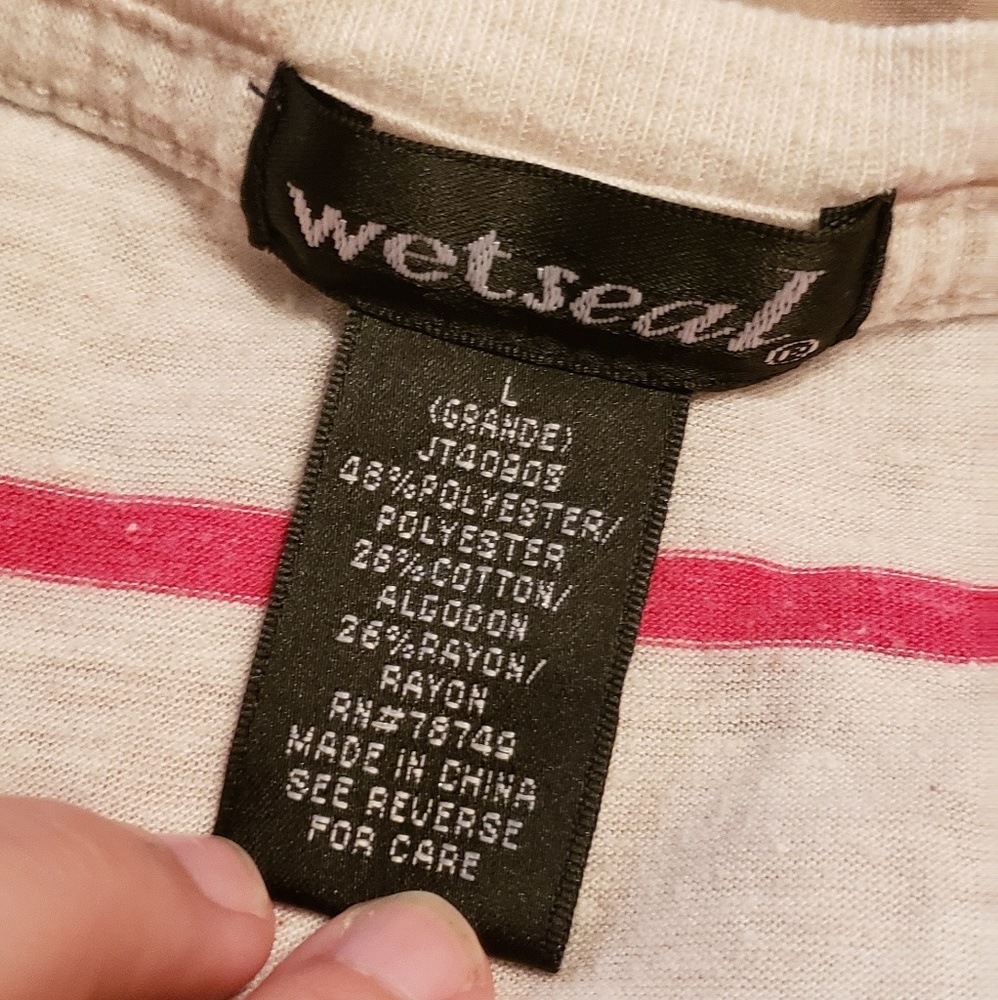 wetseal®
L
(GRANDE)
JT40905
48%POLYESTER/
POLYESTER
26%COTTON/
ALGODON
26%RAYON/
RAYON
RN#78749
MADE IN CHINA
SEE REVERSE
FOR CARE